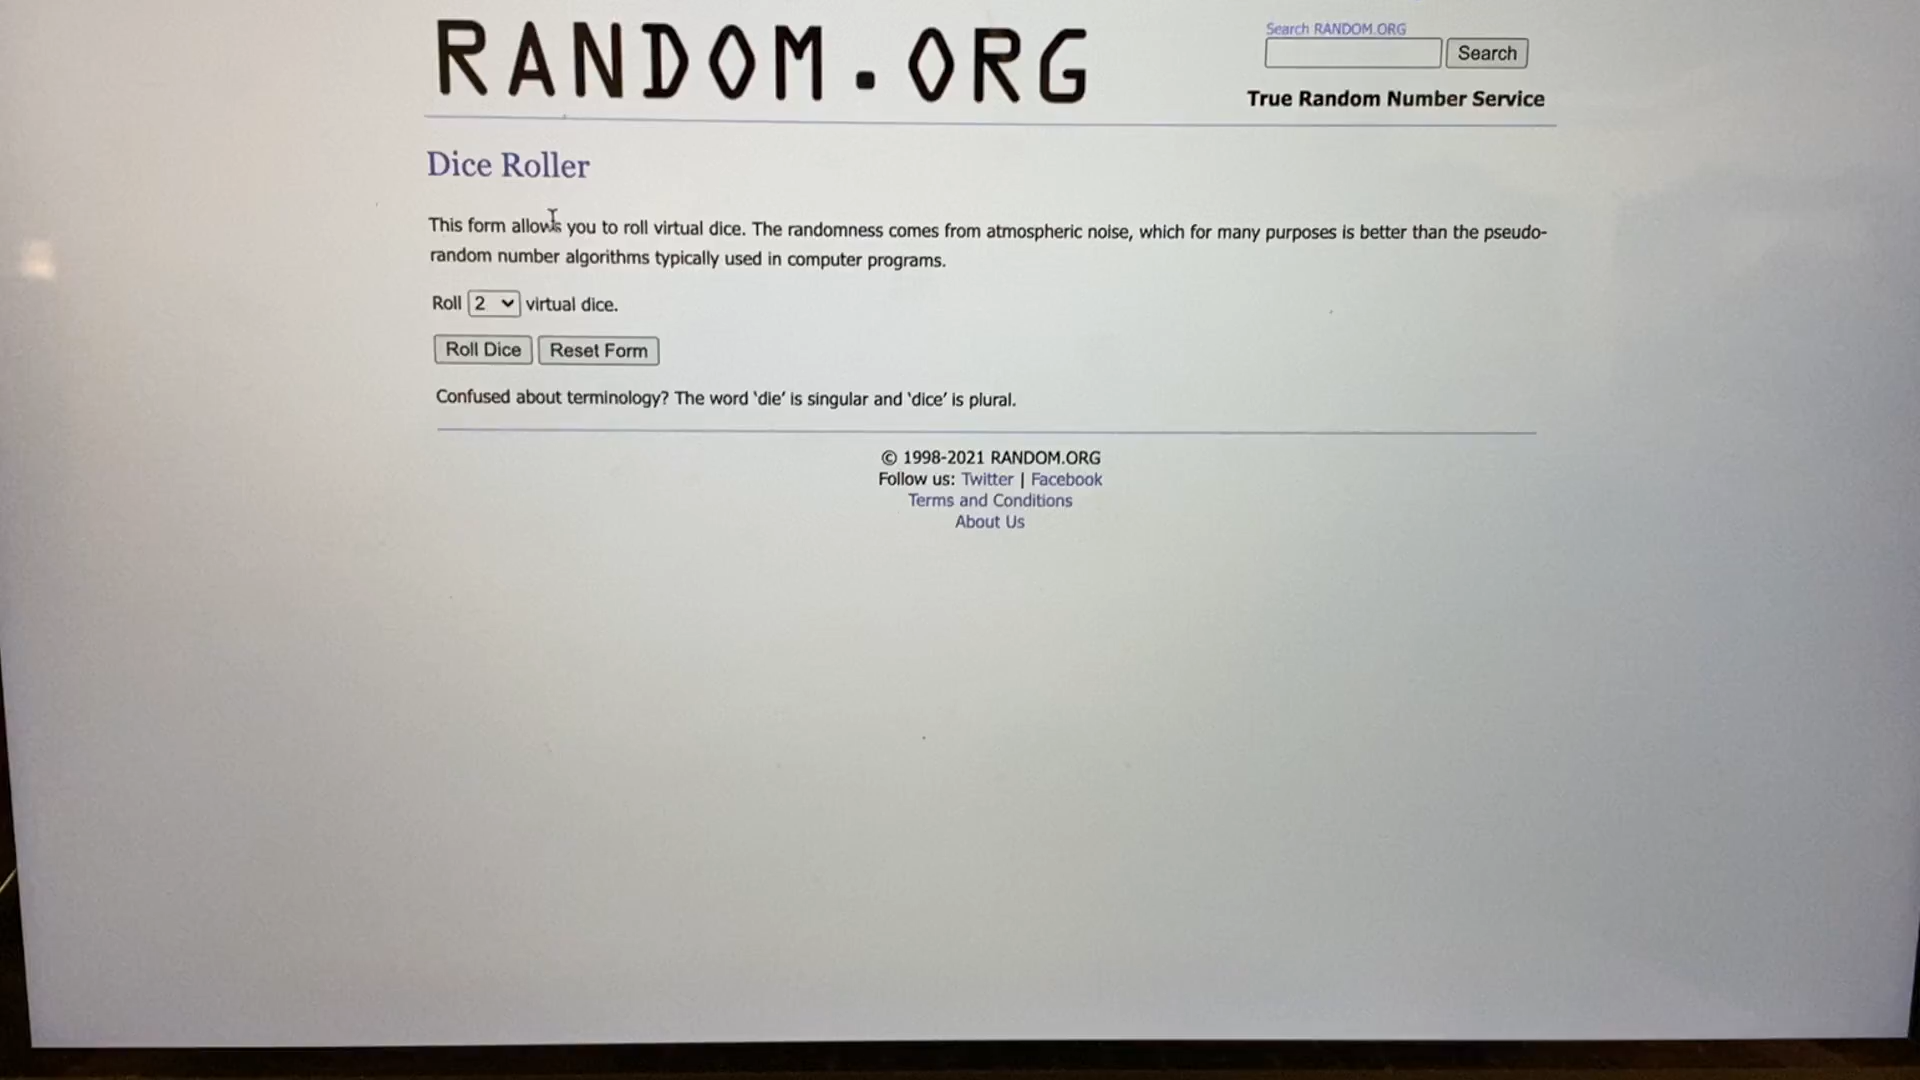 RANDOM.ORG
Search RANDOM.ORG
Search
True Random Number Service
Dice Roller
This form allows you to roll virtual dice. The randomness comes from atmospheric noise, which for many purposes is better than the pseudo-
random number algorithms typically used in computer programs.
Roll 2 virtual dice.
Roll Dice Reset Form
Confused about terminology? The word ‘die’ is singular and ‘dice’ is plural.
© 1998-2021 RANDOM.ORG
Follow us: Twitter | Facebook
Terms and Conditions
About Us